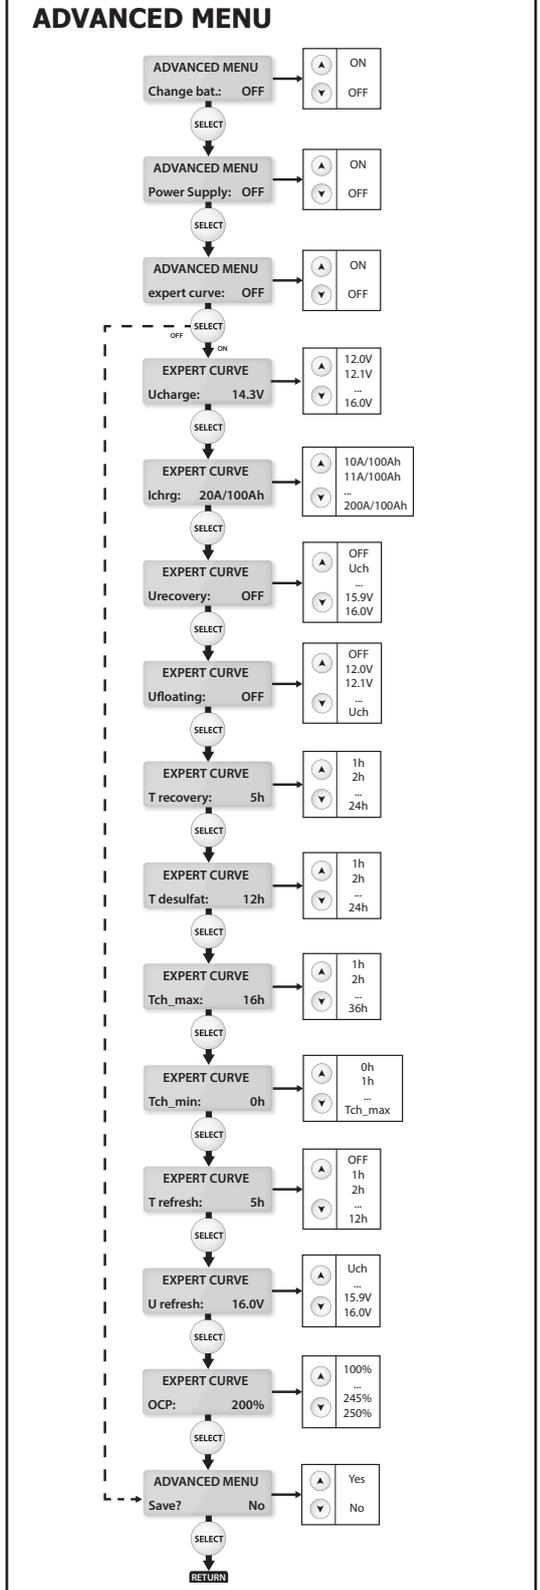 ADVANCED MENU
ADVANCED MENU
Change bat.: OFF
ON
OFF
SELECT
ADVANCED MENU
Power Supply: OFF
ON
OFF
SELECT
ADVANCED MENU
expert curve: OFF
ON
OFF
SELECT
OFF
ON
EXPERT CURVE
Ucharge: 14.3V
12.0V
12.1V
...
16.0V
SELECT
EXPERT CURVE
Ichrg: 20A/100Ah
10A/100Ah
11A/100Ah
...
200A/100Ah
SELECT
EXPERT CURVE
Urecovery: OFF
OFF
Uch
...
15.9V
16.0V
SELECT
EXPERT CURVE
Ufloating: OFF
OFF
12.0V
12.1V
...
Uch
SELECT
EXPERT CURVE
T recovery: 5h
1h
2h
...
24h
SELECT
EXPERT CURVE
T desulfat: 12h
1h
2h
...
24h
SELECT
EXPERT CURVE
Tch_max: 16h
1h
2h
...
36h
SELECT
EXPERT CURVE
Tch_min: 0h
0h
1h
...
Tch_max
SELECT
EXPERT CURVE
T refresh: 5h
OFF
1h
2h
...
12h
SELECT
EXPERT CURVE
U refresh: 16.0V
Uch
...
15.9V
16.0V
SELECT
EXPERT CURVE
OCP: 200%
100%
...
245%
250%
SELECT
ADVANCED MENU
Save? No
Yes
No
SELECT
RETURN